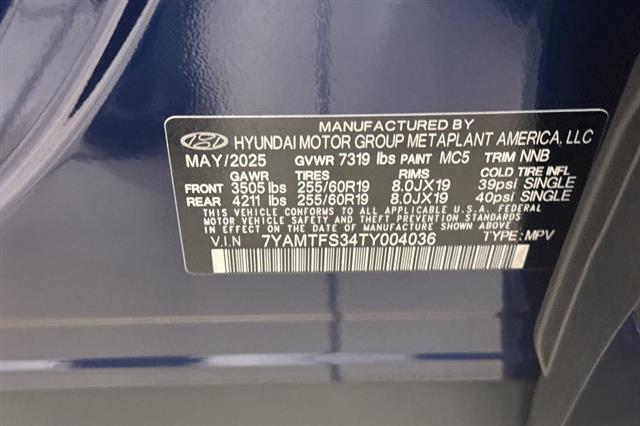 MANUFACTURED BY
HYUNDAI MOTOR GROUP METAPLANT AMERICA, LLC
MAY/2025 GVWR 7319 lbs PAINT MC5 TRIM NNB
GAWR TIRES RIMS COLD TIRE INFL
FRONT 3505 lbs 255/60R19 8.0JX19 39psi SINGLE
REAR 4211 lbs 255/60R19 8.0JX19 40psi SINGLE
THIS VEHICLE CONFORMS TO ALL APPLICABLE U.S.A. FEDERAL
MOTOR VEHICLE SAFETY AND THEFT PREVENTION STANDARDS
IN EFFECT ON THE DATE OF MANUFACTURE SHOWN ABOVE.
V.I.N 7YAMTFS34TY004036 TYPE: MPV